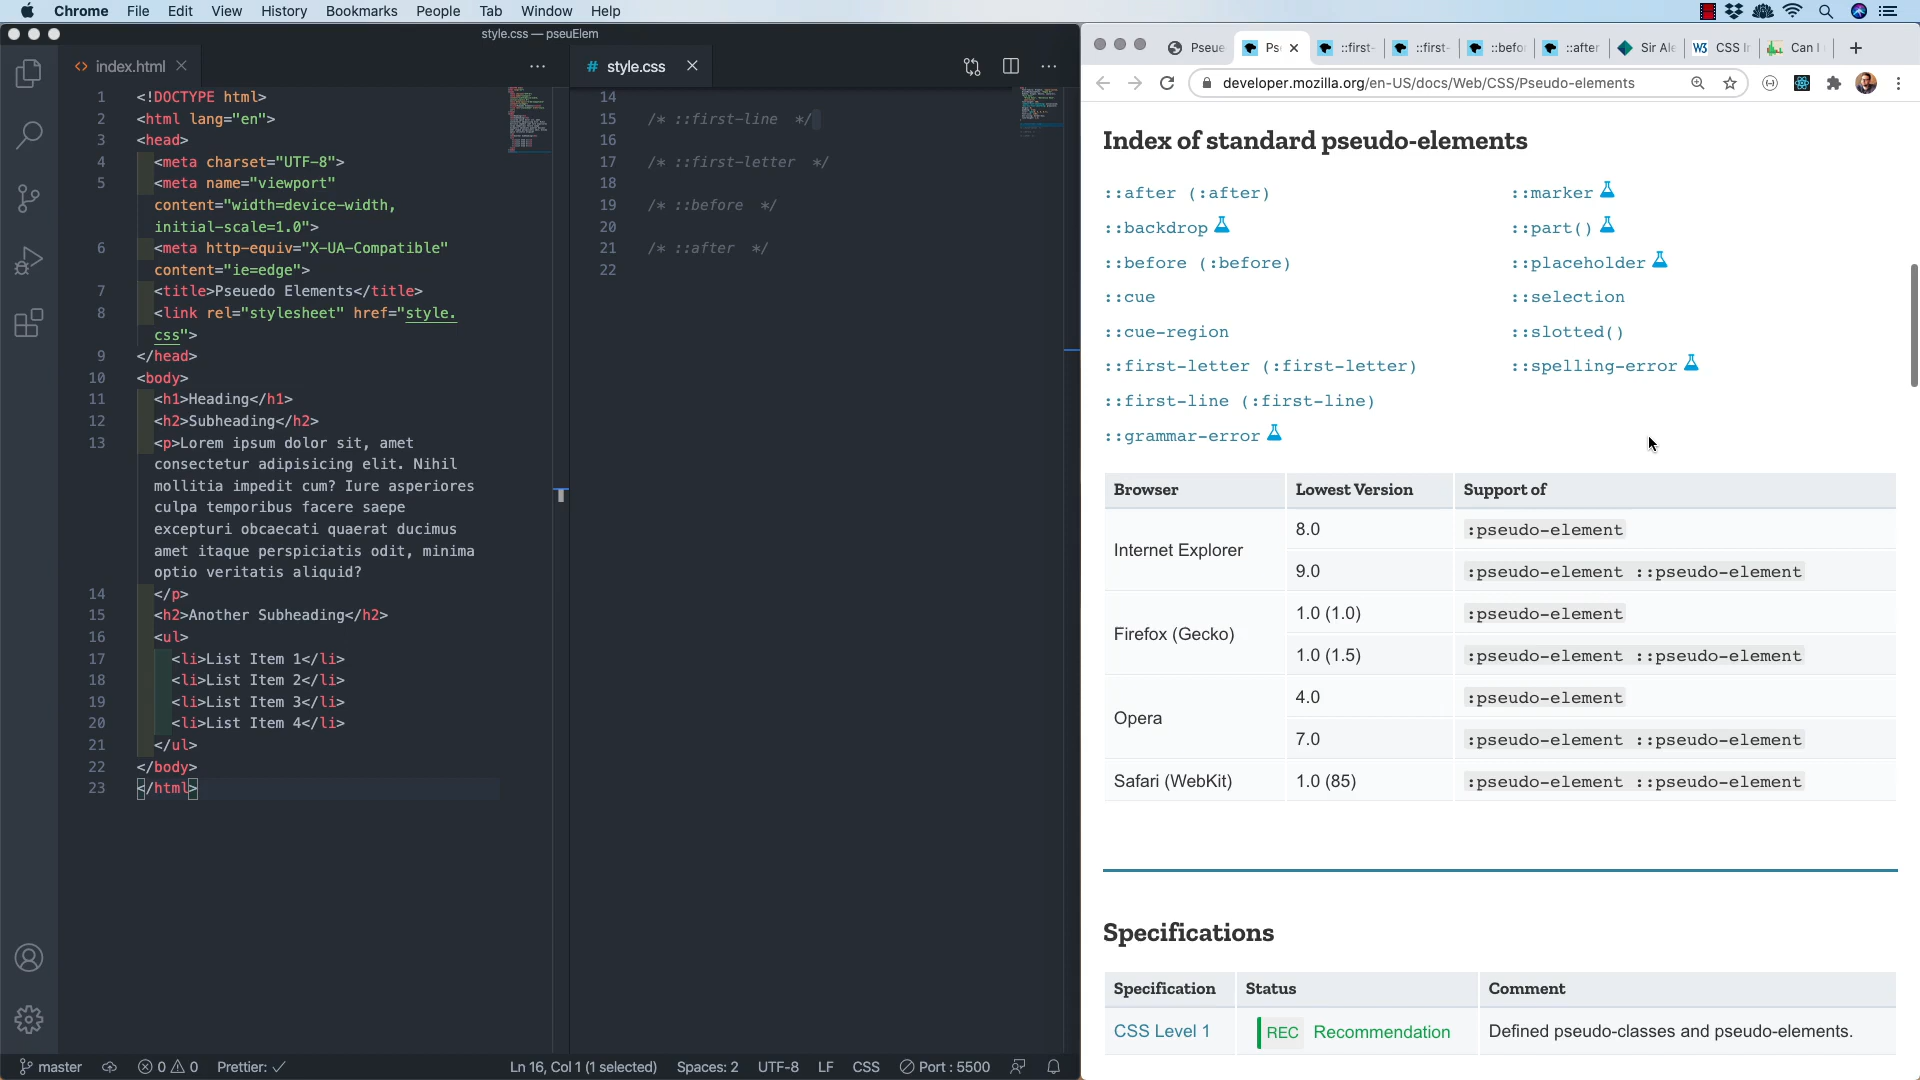 Chrome File Edit View History Bookmarks People Tab Window Help
style.css — pseuElem
index.html
1 <!DOCTYPE html>
2 <html lang="en">
3 <head>
4 <meta charset="UTF-8">
5 <meta name="viewport"
content="width=device-width,
initial-scale=1.0">
6 <meta http-equiv="X-UA-Compatible"
content="ie=edge">
7 <title>Pseuedo Elements</title>
8 <link rel="stylesheet" href="style.
css">
9 </head>
10 <body>
11 <h1>Heading</h1>
12 <h2>Subheading</h2>
13 <p>Lorem ipsum dolor sit, amet
consectetur adipisicing elit. Nihil
mollitia impedit cum? Iure asperiores
culpa temporibus facere saepe
excepturi obcaecati quaerat ducimus
amet itaque perspiciatis odit, minima
optio veritatis aliquid?
14 </p>
15 <h2>Another Subheading</h2>
16 <ul>
17 <li>List Item 1</li>
18 <li>List Item 2</li>
19 <li>List Item 3</li>
20 <li>List Item 4</li>
21 </ul>
22 </body>
23 </html>
# style.css
14
15 /* ::first-line */
16
17 /* ::first-letter */
18
19 /* ::before */
20
21 /* ::after */
22
master 0 0 Prettier: Ln 16, Col 1 (1 selected) Spaces: 2 UTF-8 LF CSS Port : 5500
Pseue Ps ::first- ::first- ::befo ::after Sir Ale W3 CSS Ir Can I
developer.mozilla.org/en-US/docs/Web/CSS/Pseudo-elements
Index of standard pseudo-elements
::after (:after)
::backdrop
::before (:before)
::cue
::cue-region
::first-letter (:first-letter)
::first-line (:first-line)
::grammar-error
::marker
::part()
::placeholder
::selection
::slotted()
::spelling-error
Browser Lowest Version Support of
Internet Explorer 8.0 :pseudo-element
9.0 :pseudo-element ::pseudo-element
Firefox (Gecko) 1.0 (1.0) :pseudo-element
1.0 (1.5) :pseudo-element ::pseudo-element
Opera 4.0 :pseudo-element
7.0 :pseudo-element ::pseudo-element
Safari (WebKit) 1.0 (85) :pseudo-element ::pseudo-element
Specifications
Specification Status Comment
CSS Level 1 REC Recommendation Defined pseudo-classes and pseudo-elements.